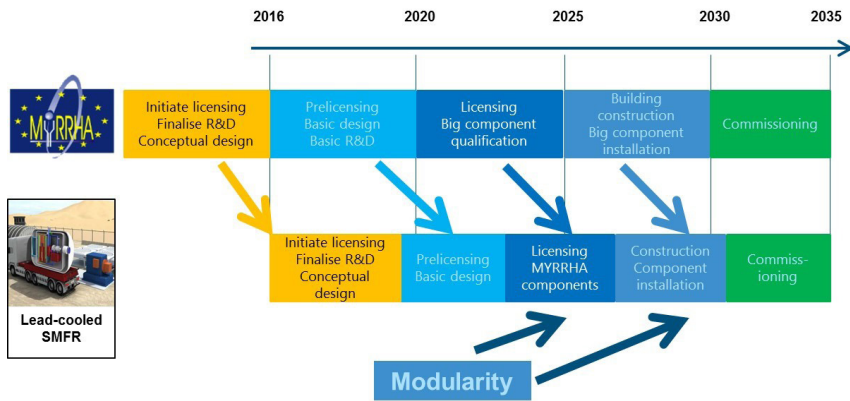 2016 2020 2025 2030 2035
MYRRHA
Initiate licensing
Finalise R&D
Conceptual design
Prelicensing
Basic design
Basic R&D
Licensing
Big component
qualification
Building
construction
Big component
installation
Commissioning
Initiate licensing
Finalise R&D
Conceptual
design
Prelicensing
Basic design
Licensing
MYRRHA
components
Construction
Component
installation
Commiss-
ioning
Lead-cooled
SMFR
Modularity